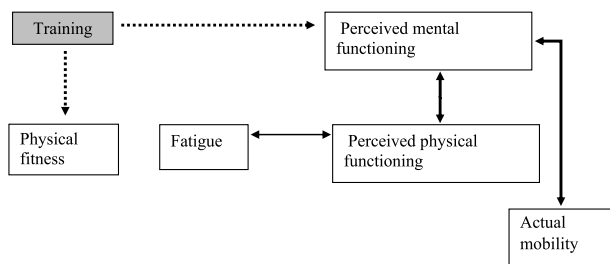 Training
Perceived mental
functioning
Physical
fitness
Fatigue
Perceived physical
functioning
Actual
mobility